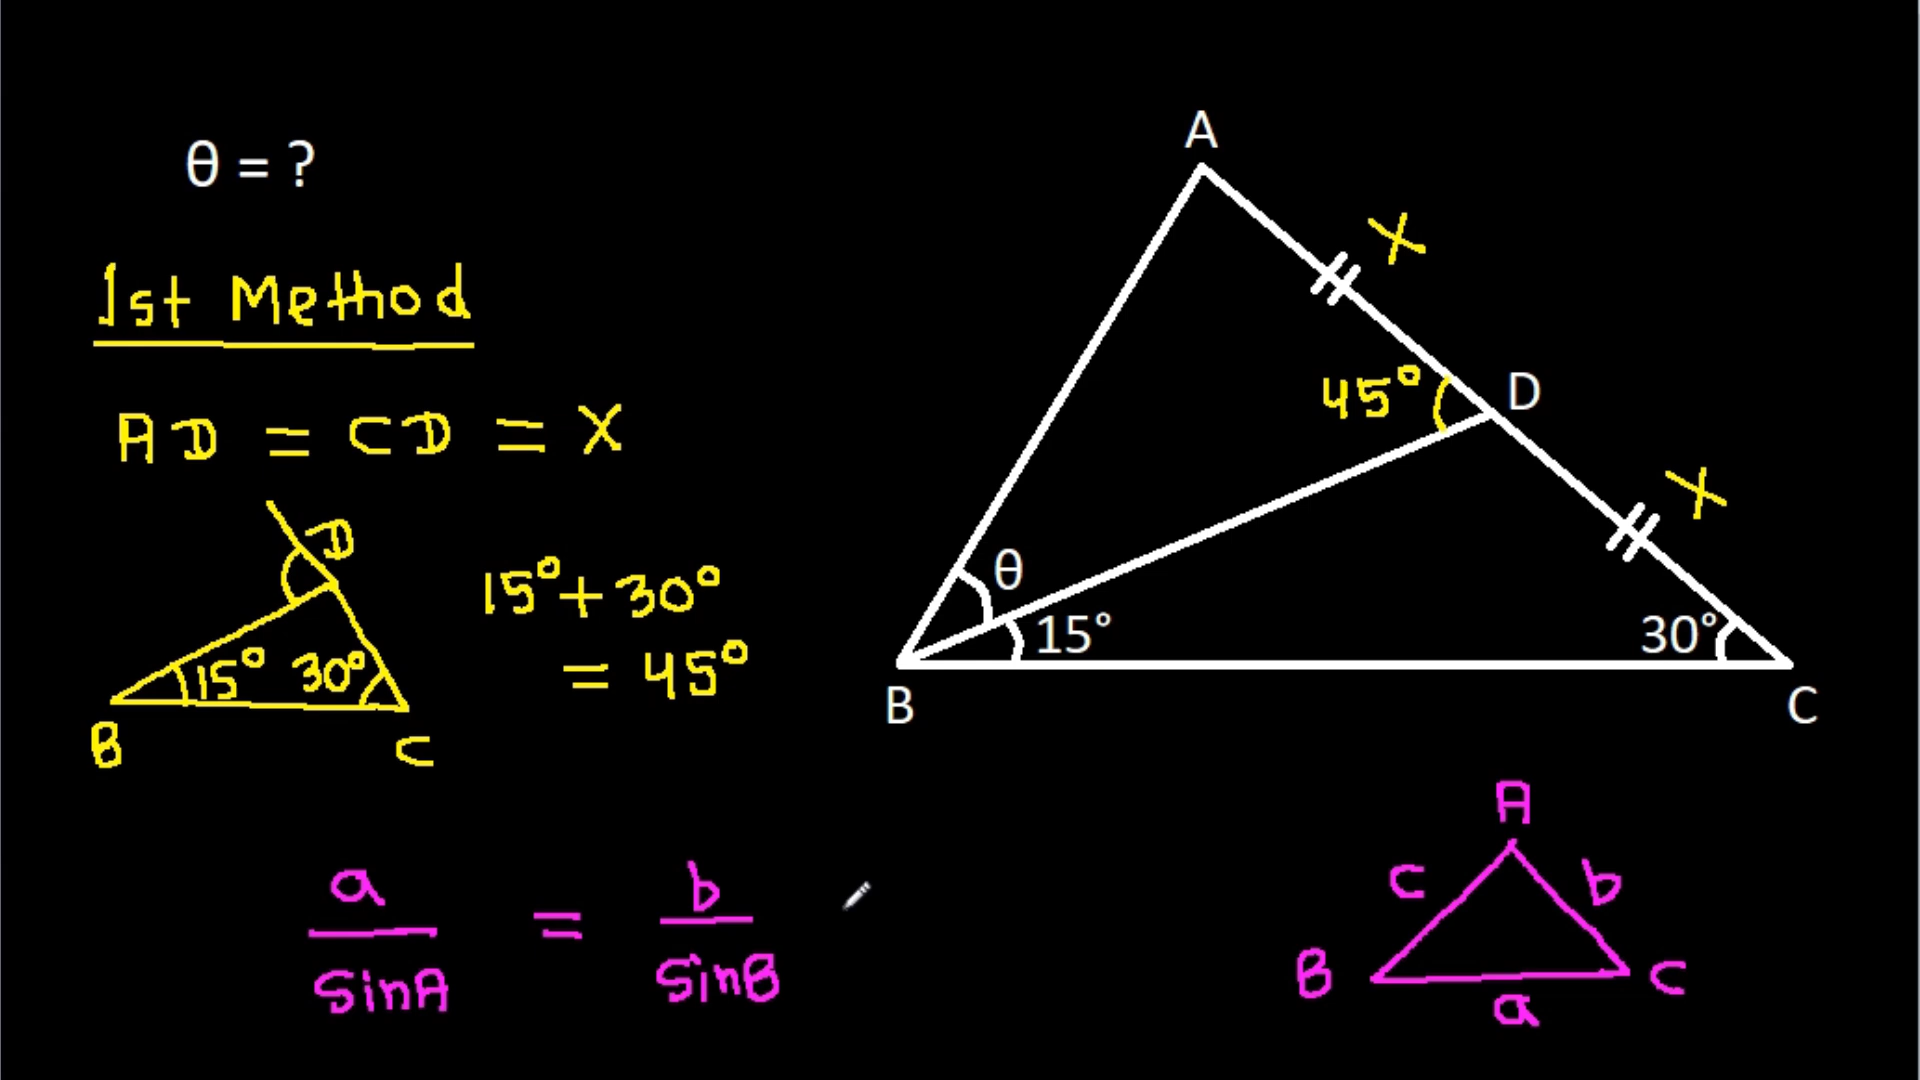 θ = ?
1st Method
AD = CD = X
D
15° 30°
B C
15° + 30°
= 45°
a/sinA = b/sinB
A
X
45° D
X
θ
15° 30°
B C
A
c b
B C
a